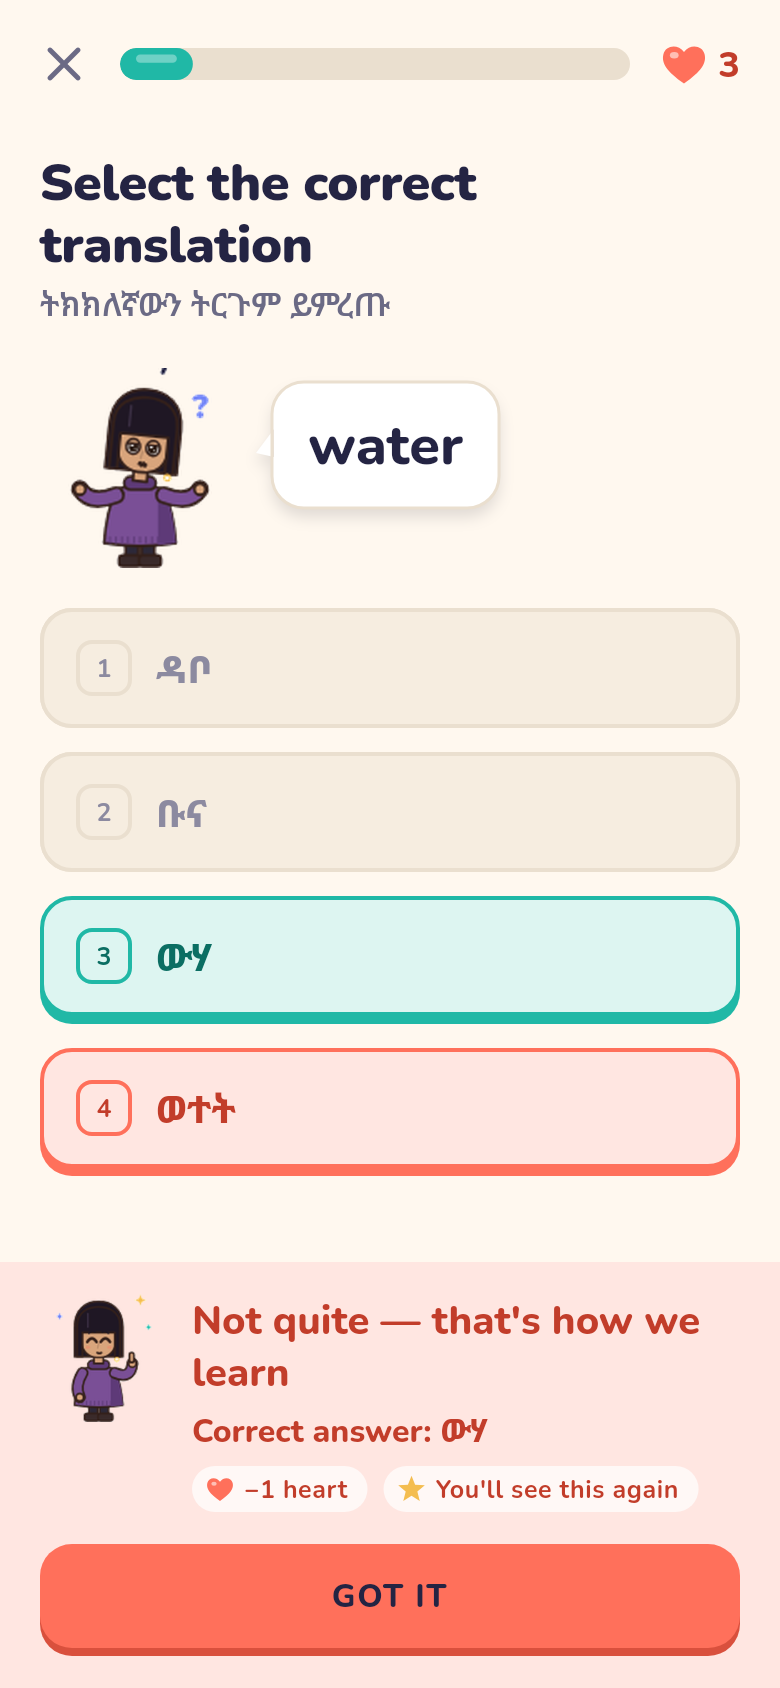 3
Select the correct
translation
ትክክለኛውን ትርጉም ይምረጡ
?
water
1 ዳቦ
2 ቡና
3 ውሃ
4 ወተት
Not quite — that's how we
learn
Correct answer: ውሃ
−1 heart You'll see this again
GOT IT